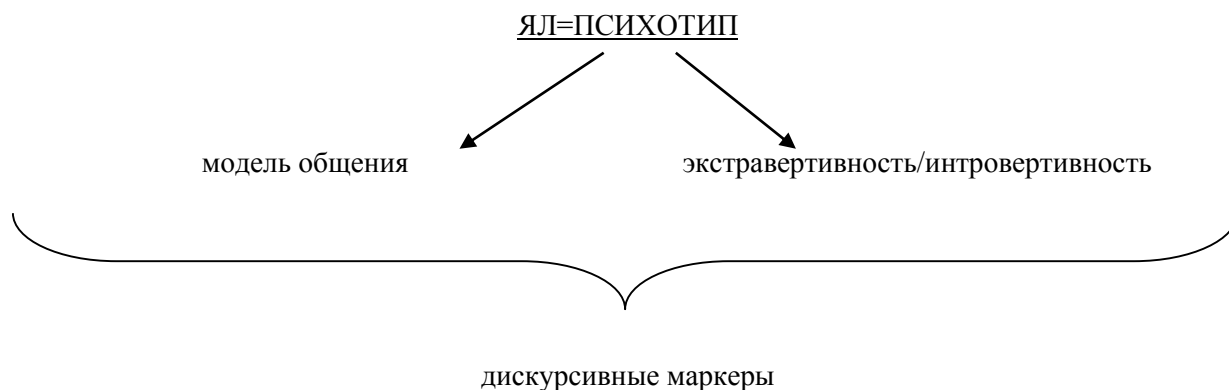 ЯЛ=ПСИХОТИП
модель общения
экстравертивность/интровертивность
дискурсивные маркеры